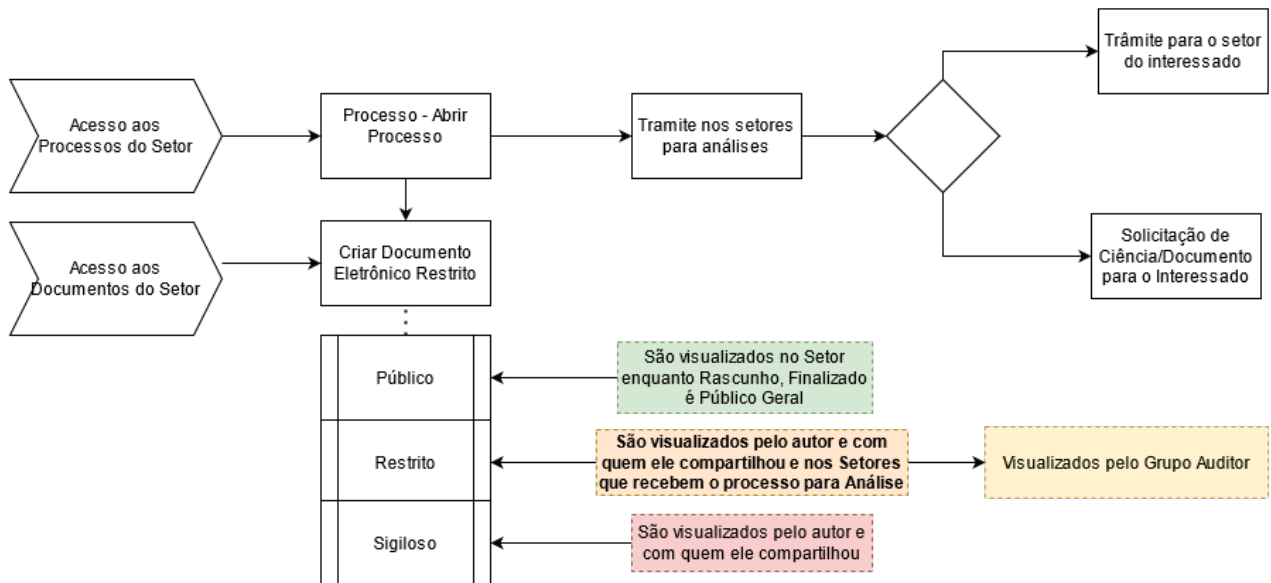 Trâmite para o setor
do interessado
Acesso aos
Processos do Setor
Processo - Abrir
Processo
Tramite nos setores
para análises
Acesso aos
Documentos do Setor
Criar Documento
Eletrônico Restrito
Solicitação de
Ciência/Documento
para o Interessado
Público
São visualizados no Setor
enquanto Rascunho, Finalizado
é Público Geral
Restrito
São visualizados pelo autor e com
quem ele compartilhou e nos Setores
que recebem o processo para Análise
Visualizados pelo Grupo Auditor
Sigiloso
São visualizados pelo autor e
com quem ele compartilhou